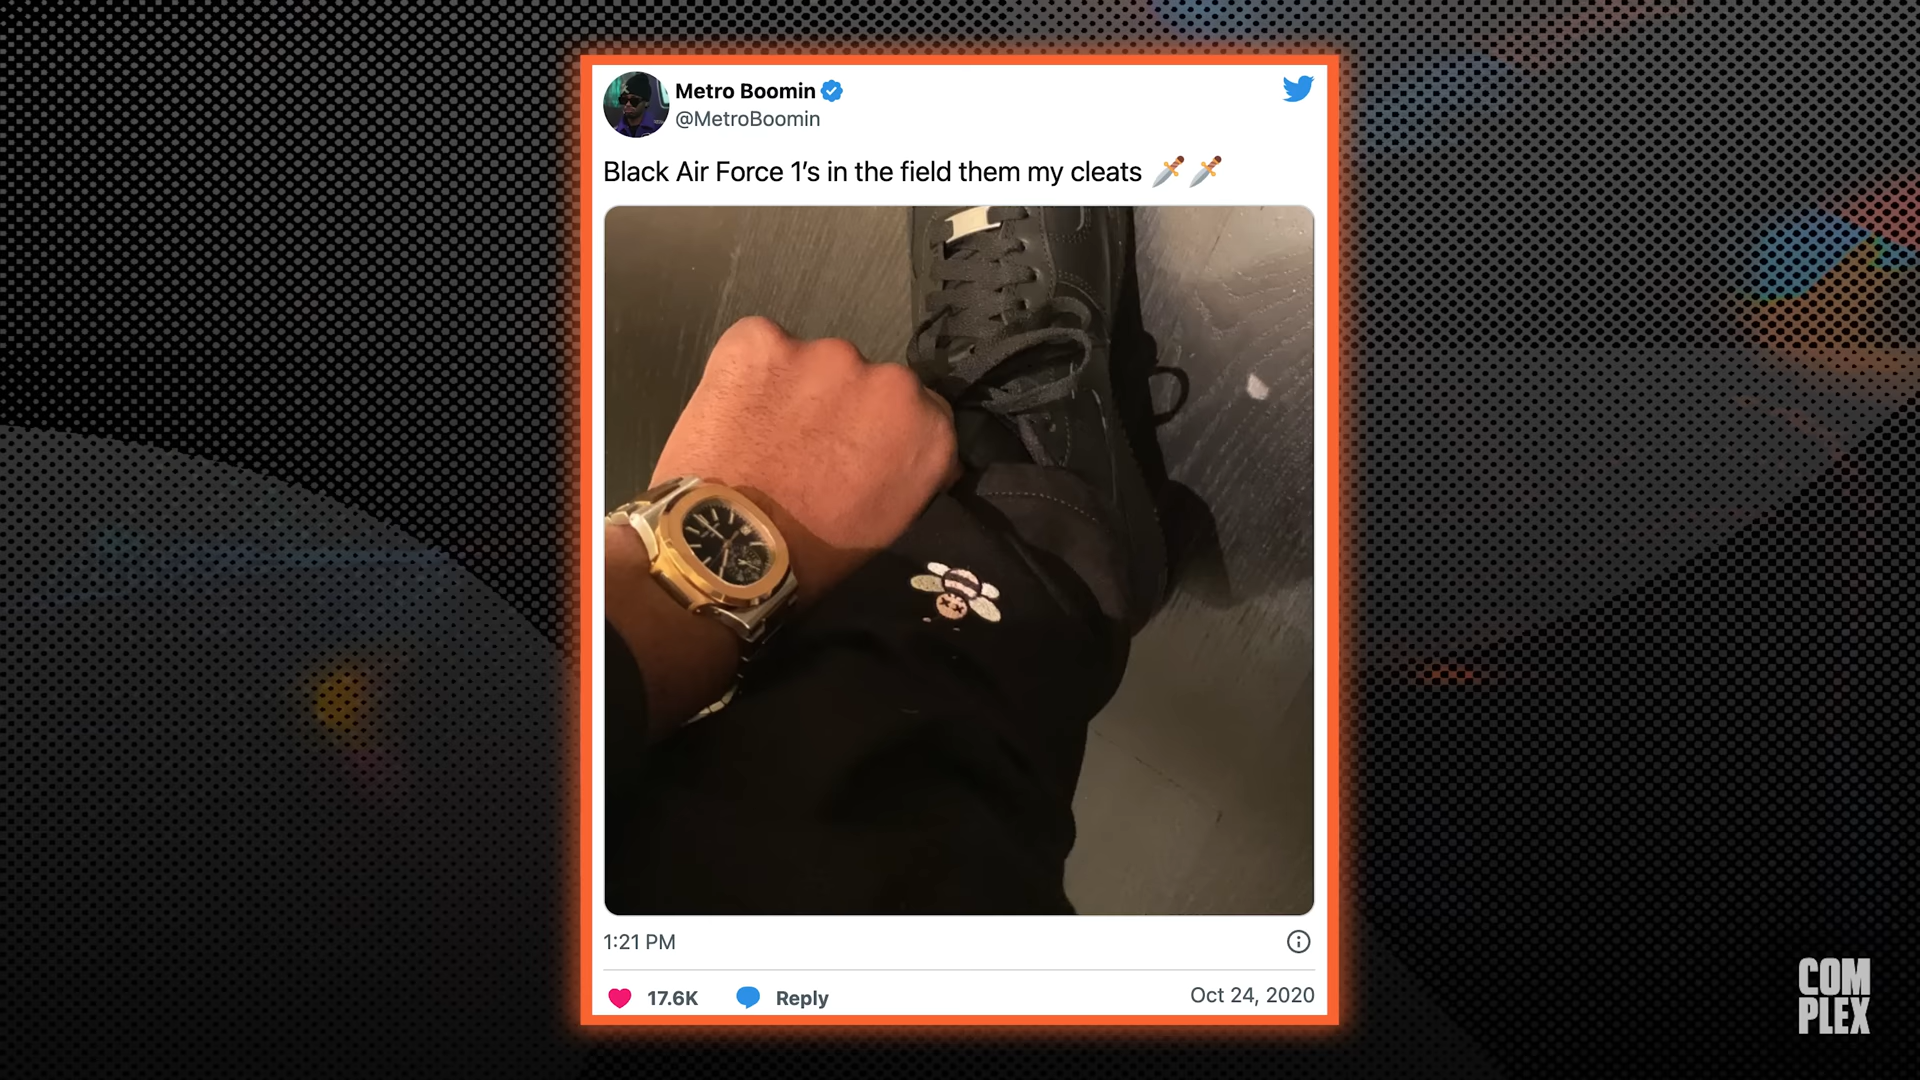 Metro Boomin
@MetroBoomin
Black Air Force 1’s in the field them my cleats 🗡️🗡️
1:21 PM
17.6K Reply
Oct 24, 2020
COM
PLEX